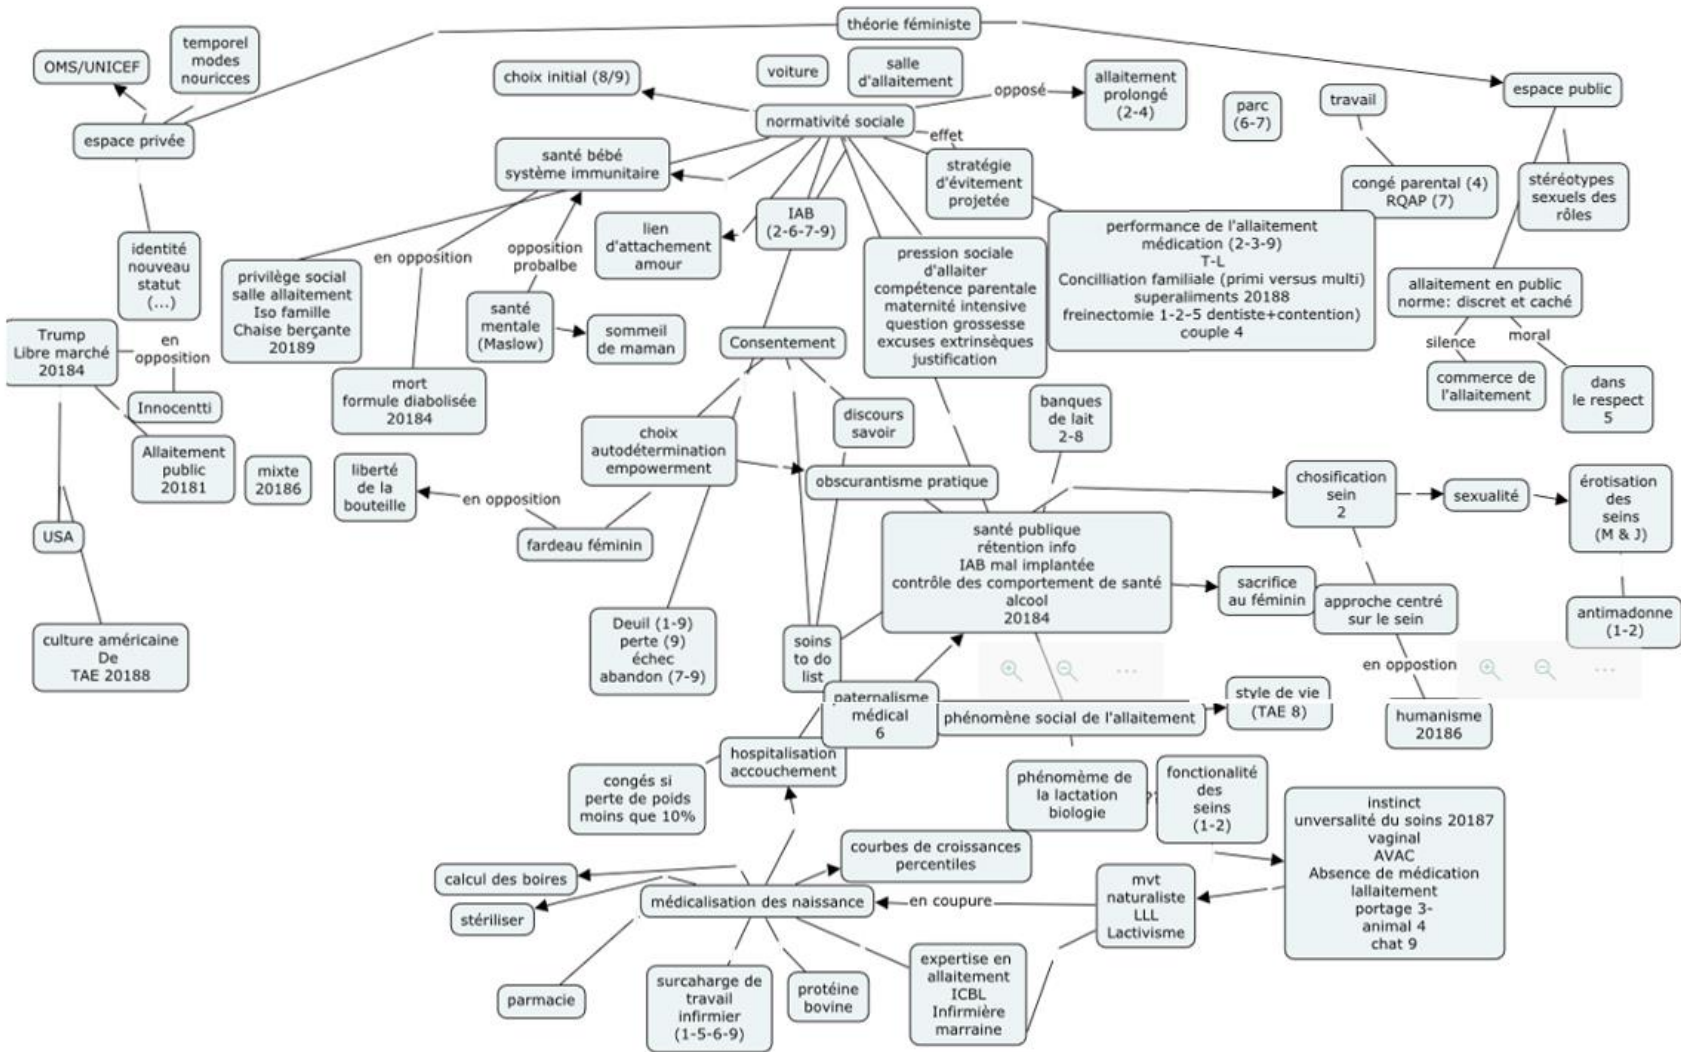 théorie féministe
OMS/UNICEF
temporel
modes
nouricces
espace privée
choix initial (8/9)
voiture
salle
d'allaitement
opposé
allaitement
prolongé
(2-4)
normativité sociale
effet
parc
(6-7)
travail
espace public
santé bébé
système immunitaire
stratégie
d'évitement
projetée
congé parental (4)
RQAP (7)
stéréotypes
sexuels des
rôles
identité
nouveau
statut
(...)
privilège social
salle allaitement
Iso famille
Chaise berçante
20189
en opposition
opposition
probalbe
lien
d'attachement
amour
IAB
(2-6-7-9)
pression sociale
d'allaiter
compétence parentale
maternité intensive
question grossesse
excuses extrinsèques
justification
performance de l'allaitement
médication (2-3-9)
T-L
Concilliation familiale (primi versus multi)
superaliments 20188
freinectomie 1-2-5 dentiste+contention)
couple 4
allaitement en public
norme: discret et caché
silence
moral
commerce de
l'allaitement
dans
le respect
5
Trump
Libre marché
20184
en
opposition
Innocentti
Allaitement
public
20181
mixte
20186
USA
culture américaine
De
TAE 20188
santé
mentale
(Maslow)
sommeil
de maman
mort
formule diabolisée
20184
Consentement
choix
autodétermination
empowerment
discours
savoir
banques
de lait
2-8
liberté
de la
bouteille
en opposition
fardeau féminin
obscurantisme pratique
santé publique
rétention info
IAB mal implantée
contrôle des comportement de santé
alcool
20184
chosification
sein
2
sexualité
érotisation
des
seins
(M & J)
sacrifice
au féminin
approche centré
sur le sein
antimadonne
(1-2)
en oppostion
humanisme
20186
Deuil (1-9)
perte (9)
échec
abandon (7-9)
soins
to do
list
paternalisme
médical
6
phénomène social de l'allaitement
style de vie
(TAE 8)
hospitalisation
accouchement
congés si
perte de poids
moins que 10%
phénomème de
la lactation
biologie
??
fonctionalité
des
seins
(1-2)
instinct
unversalité du soins 20187
vaginal
AVAC
Absence de médication
lallaitement
portage 3-
animal 4
chat 9
courbes de croissances
percentiles
calcul des boires
stériliser
médicalisation des naissance
en coupure
mvt
naturaliste
LLL
Lactivisme
parmacie
surcaharge de
travail
infirmier
(1-5-6-9)
protéine
bovine
expertise en
allaitement
ICBL
Infirmière
marraine